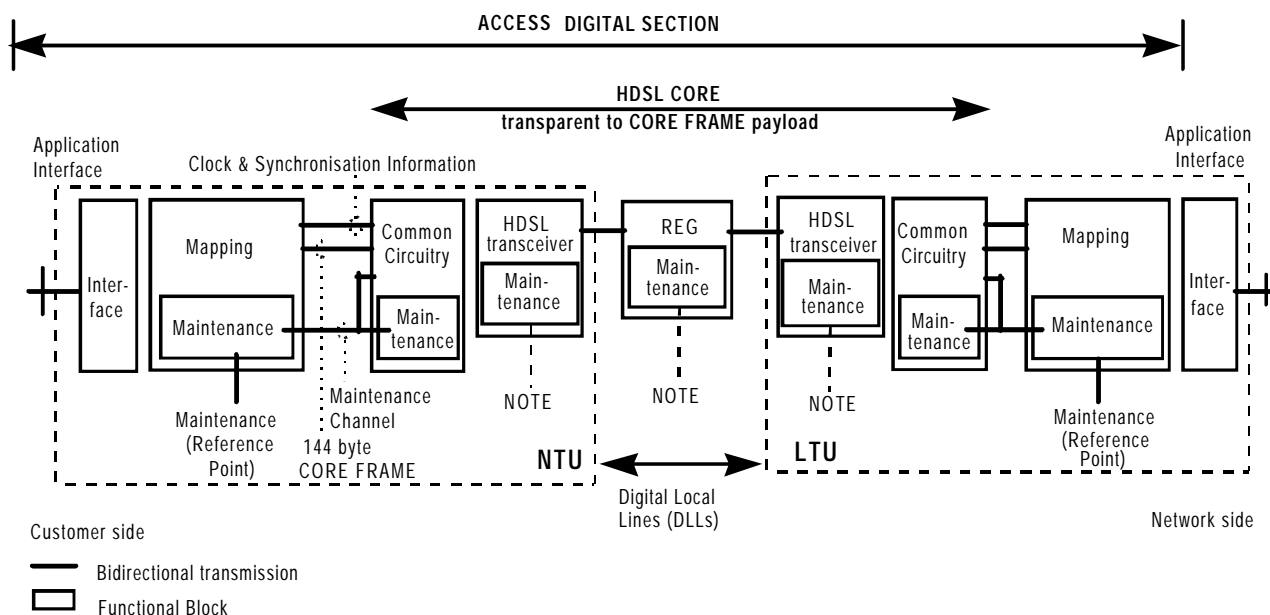 ACCESS DIGITAL SECTION
HDSL CORE
transparent to CORE FRAME payload
Application
Interface
Clock & Synchronisation Information
Application
Interface
Inter-
face
Mapping
Maintenance
Common
Circuitry
Main-
tenance
HDSL
transceiver
Main-
tenance
REG
Main-
tenance
HDSL
transceiver
Main-
tenance
Common
Circuitry
Main-
tenance
Mapping
Maintenance
Inter-
face
Maintenance
(Reference
Point)
Maintenance
Channel
144 byte
CORE FRAME
NOTE
NOTE
NOTE
Maintenance
(Reference
Point)
NTU
LTU
Digital Local
Lines (DLLs)
Customer side
Network side
Bidirectional transmission
Functional Block